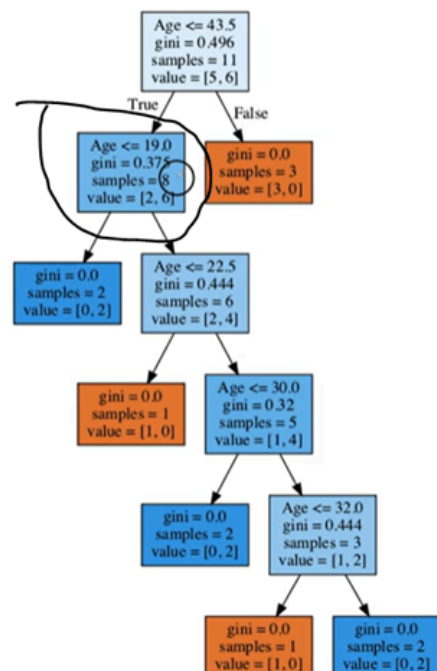 Age <= 43.5
gini = 0.496
samples = 11
value = [5, 6]
True
False
Age <= 19.0
gini = 0.375
samples = 8
value = [2, 6]
gini = 0.0
samples = 3
value = [3, 0]
gini = 0.0
samples = 2
value = [0, 2]
Age <= 22.5
gini = 0.444
samples = 6
value = [2, 4]
gini = 0.0
samples = 1
value = [1, 0]
Age <= 30.0
gini = 0.32
samples = 5
value = [1, 4]
gini = 0.0
samples = 2
value = [0, 2]
Age <= 32.0
gini = 0.444
samples = 3
value = [1, 2]
gini = 0.0
samples = 1
value = [1, 0]
gini = 0.0
samples = 2
value = [0, 2]